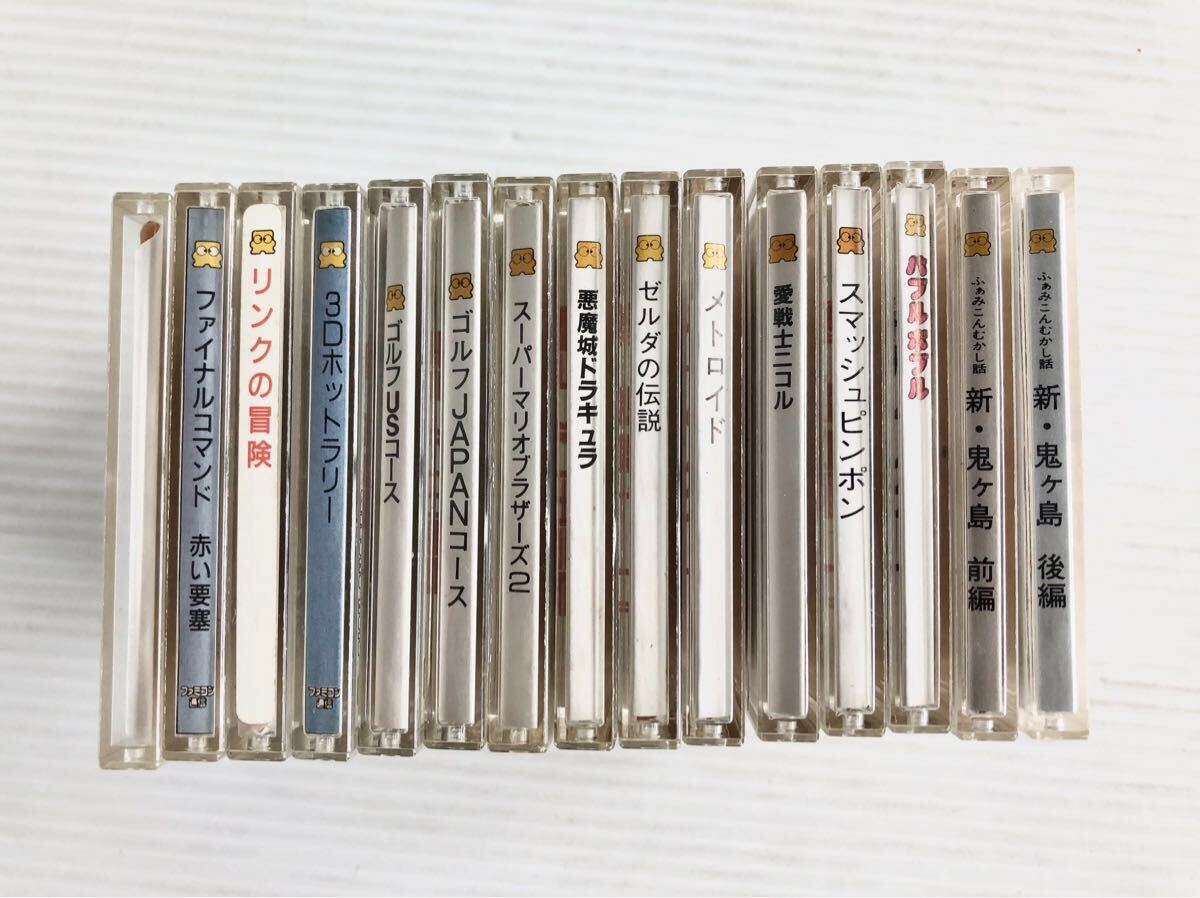 ファイナルコマンド 赤い要塞
ファミコン
通信
リンクの冒険
3Dホットラリー
ファミコン
通信
ゴルフUSコース
ゴルフJAPANコース
スーパーマリオブラザーズ2
悪魔城ドラキュラ
ゼルダの伝説
メトロイド
愛戦士ニコル
スマッシュピンポン
バブルボブル
ふぁみこんむかし話
新・鬼ヶ島 前編
ふぁみこんむかし話
新・鬼ヶ島 後編